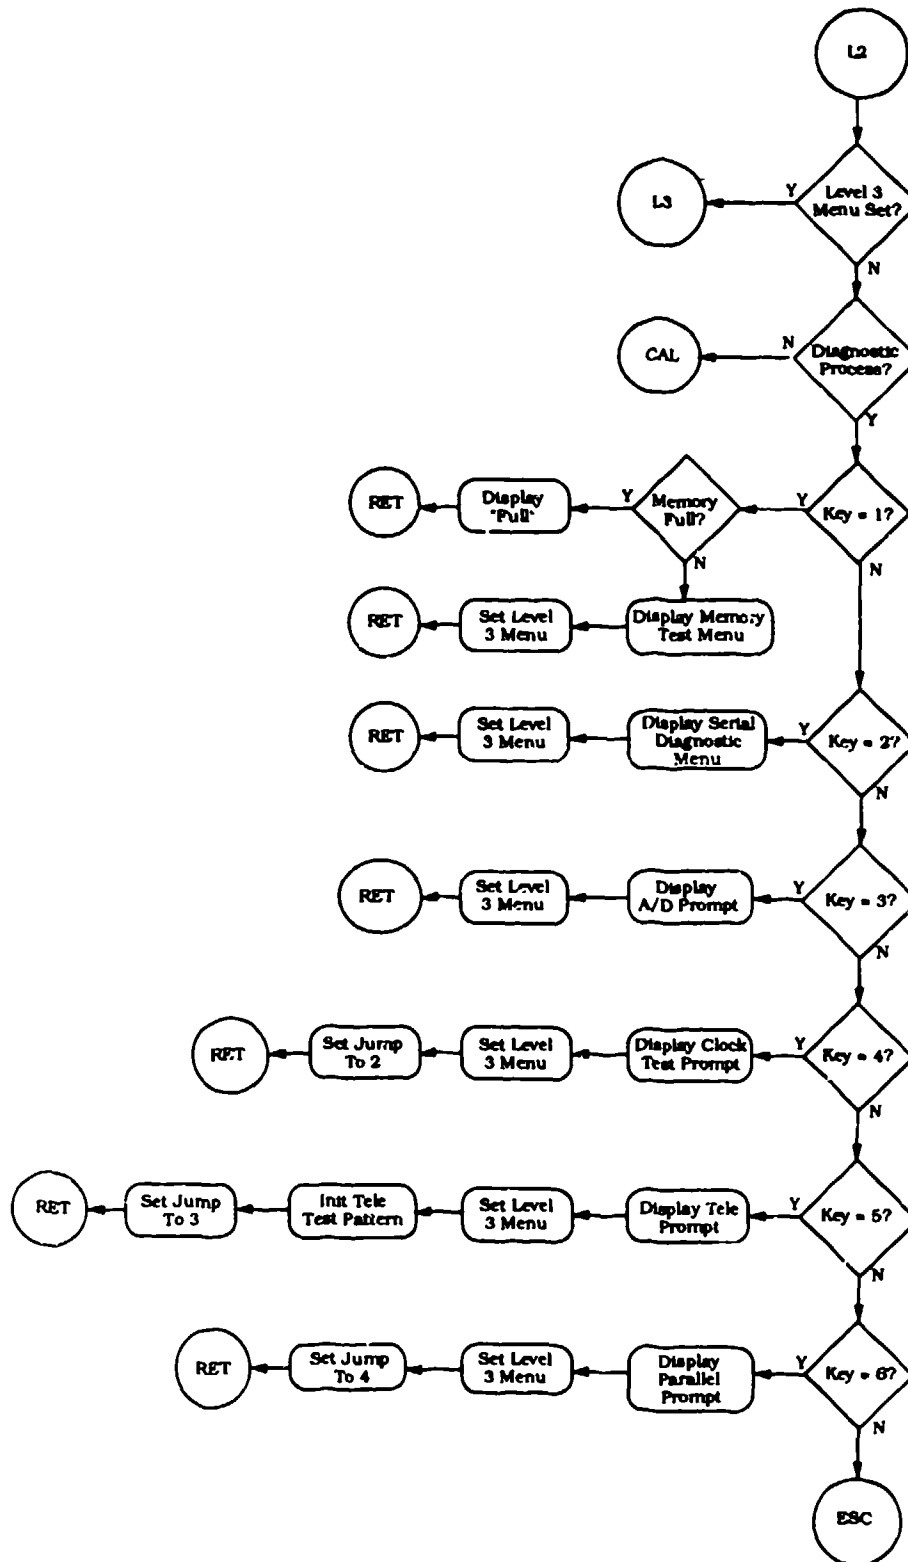 L2
Y
Level 3
Menu Set?
L3
N
N
Diagnostic
Process?
CAL
Y
RET
Display
"Full"
Y
Memory
Full?
Y
Key = 1?
N
N
RET
Set Level
3 Menu
Display Memory
Test Menu
RET
Set Level
3 Menu
Display Serial
Diagnostic
Menu
Y
Key = 2?
N
RET
Set Level
3 Menu
Display
A/D Prompt
Y
Key = 3?
N
RET
Set Jump
To 2
Set Level
3 Menu
Display Clock
Test Prompt
Y
Key = 4?
N
RET
Set Jump
To 3
Init Tele
Test Pattern
Set Level
3 Menu
Display Tele
Prompt
Y
Key = 5?
N
RET
Set Jump
To 4
Set Level
3 Menu
Display
Parallel
Prompt
Y
Key = 6?
N
ESC